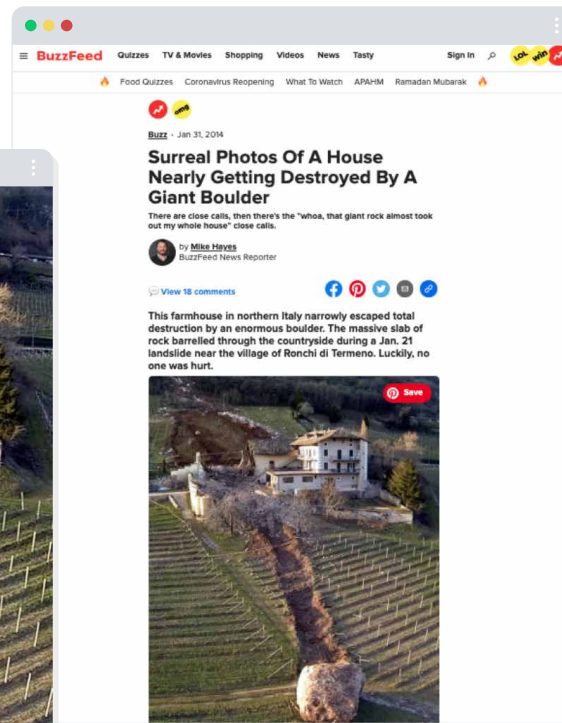 BuzzFeed Quizzes TV & Movies Shopping Videos News Tasty Sign In LOL win
Food Quizzes Coronavirus Reopening What To Watch APAHM Ramadan Mubarak
omg
Buzz · Jan 31, 2014
Surreal Photos Of A House
Nearly Getting Destroyed By A
Giant Boulder
There are close calls, then there's the "whoa, that giant rock almost took
out my whole house" close calls.
by Mike Hayes
BuzzFeed News Reporter
View 18 comments
This farmhouse in northern Italy narrowly escaped total
destruction by an enormous boulder. The massive slab of
rock barrelled through the countryside during a Jan. 21
landslide near the village of Ronchi di Termeno. Luckily, no
one was hurt.
Save